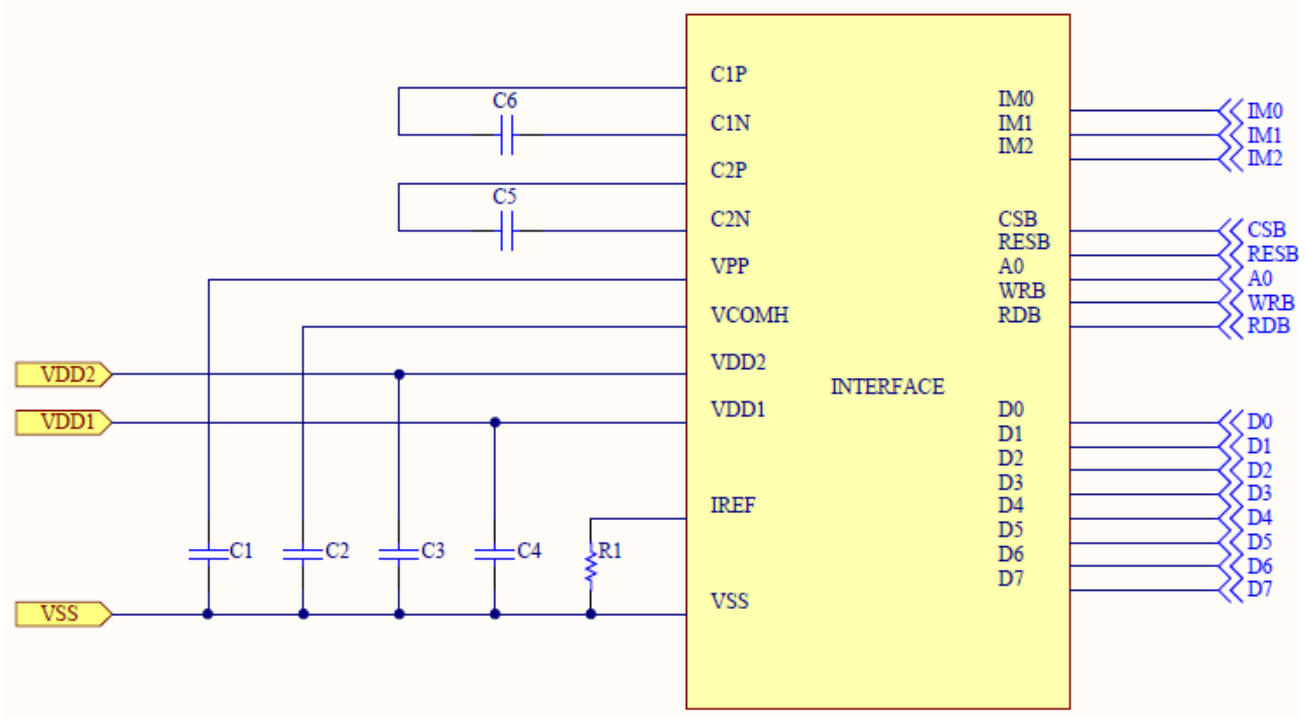 C1P
C6
C1N
C2P
C5
C2N
VPP
VCOMH
VDD2
VDD2
VDD1
VDD1
IREF
C1
C2
C3
C4
R1
VSS
VSS
INTERFACE
IM0
IM1
IM2
CSB
RESB
A0
WRB
RDB
D0
D1
D2
D3
D4
D5
D6
D7
IM0
IM1
IM2
CSB
RESB
A0
WRB
RDB
D0
D1
D2
D3
D4
D5
D6
D7